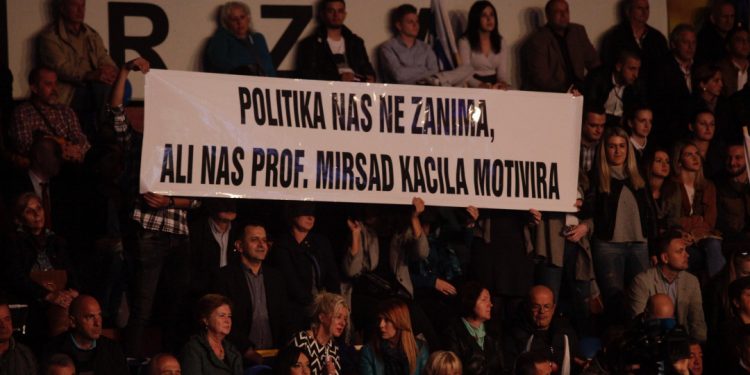 R Z A
POLITIKA NAS NE ZANIMA,
ALI NAS PROF. MIRSAD KACILA MOTIVIRA